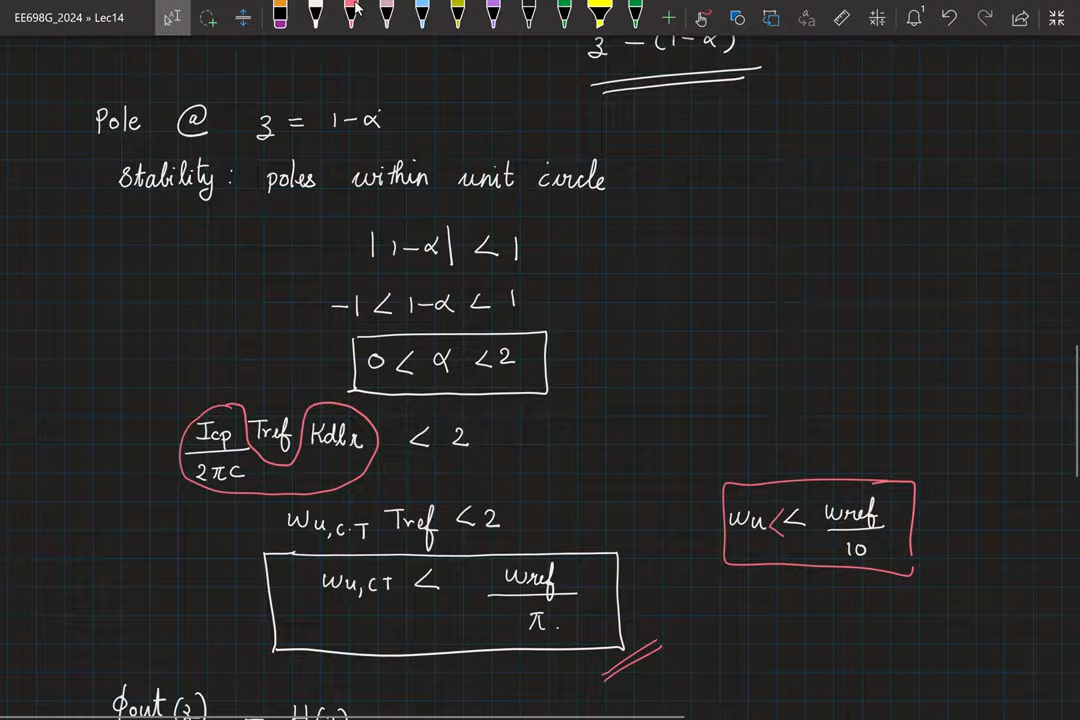 EE698G_2024 » Lec14
z - (1-α)
Pole @ z = 1-α
stability: poles within unit circle
|1-α| < 1
-1 < 1-α < 1
0 < α < 2
Icp/2πC Tref Kdlr < 2
ωu,C.T Tref < 2
ωu << ωref/10
ωu,CT < ωref/π.
φout(z) = H(z)